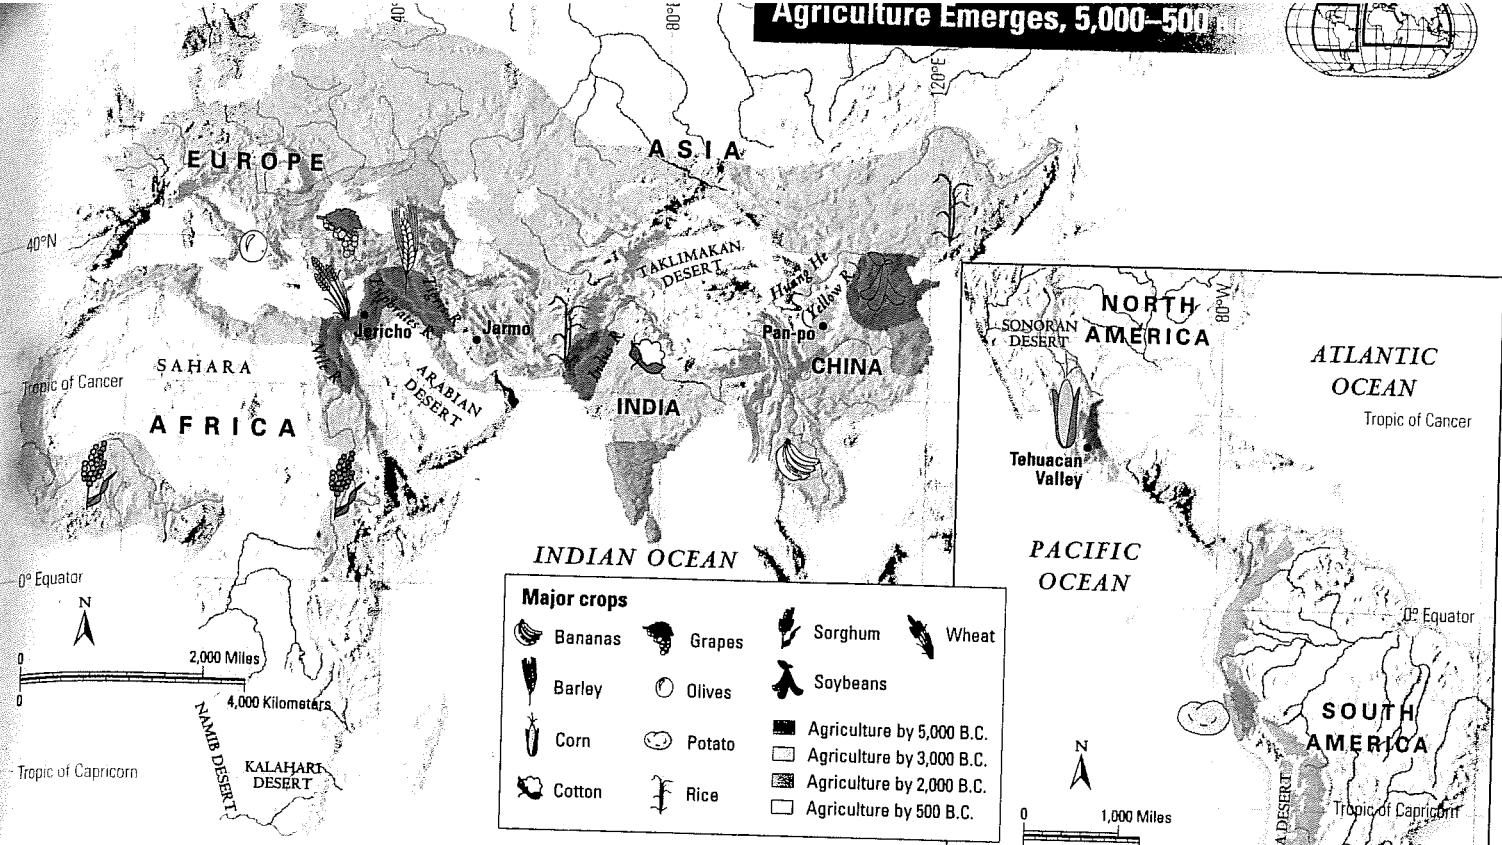 Agriculture Emerges, 5,000–500
40°
80°E
120°E
EUROPE
ASIA
40°N
TAKLIMAKAN
DESERT
Huang He
(Yellow R.)
Euphrates R.
Tigris R.
Jericho
Jarmo
Nile R.
Indus R.
Pan-po
CHINA
INDIA
SAHARA
ARABIAN
DESERT
Tropic of Cancer
AFRICA
INDIAN OCEAN
0° Equator
N
0
2,000 Miles
0
4,000 Kilometers
NAMIB DESERT
KALAHARI
DESERT
Tropic of Capricorn
Major crops
Bananas
Barley
Corn
Cotton
Grapes
Olives
Potato
Rice
Sorghum
Soybeans
Wheat
Agriculture by 5,000 B.C.
Agriculture by 3,000 B.C.
Agriculture by 2,000 B.C.
Agriculture by 500 B.C.
NORTH
AMERICA
SONORAN
DESERT
80°W
ATLANTIC
OCEAN
Tropic of Cancer
Tehuacan
Valley
PACIFIC
OCEAN
0° Equator
SOUTH
AMERICA
Tropic of Capricorn
A DESERT
N
0
1,000 Miles